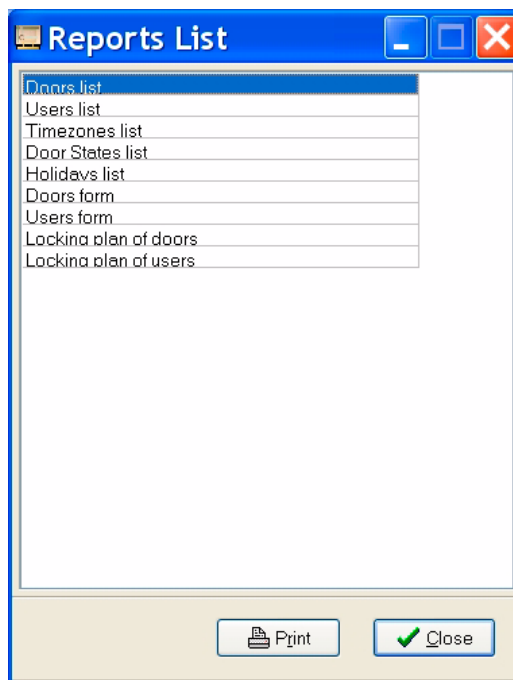 Reports List
Doors list
Users list
Timezones list
Door States list
Holidays list
Doors form
Users form
Locking plan of doors
Locking plan of users
Print
Close